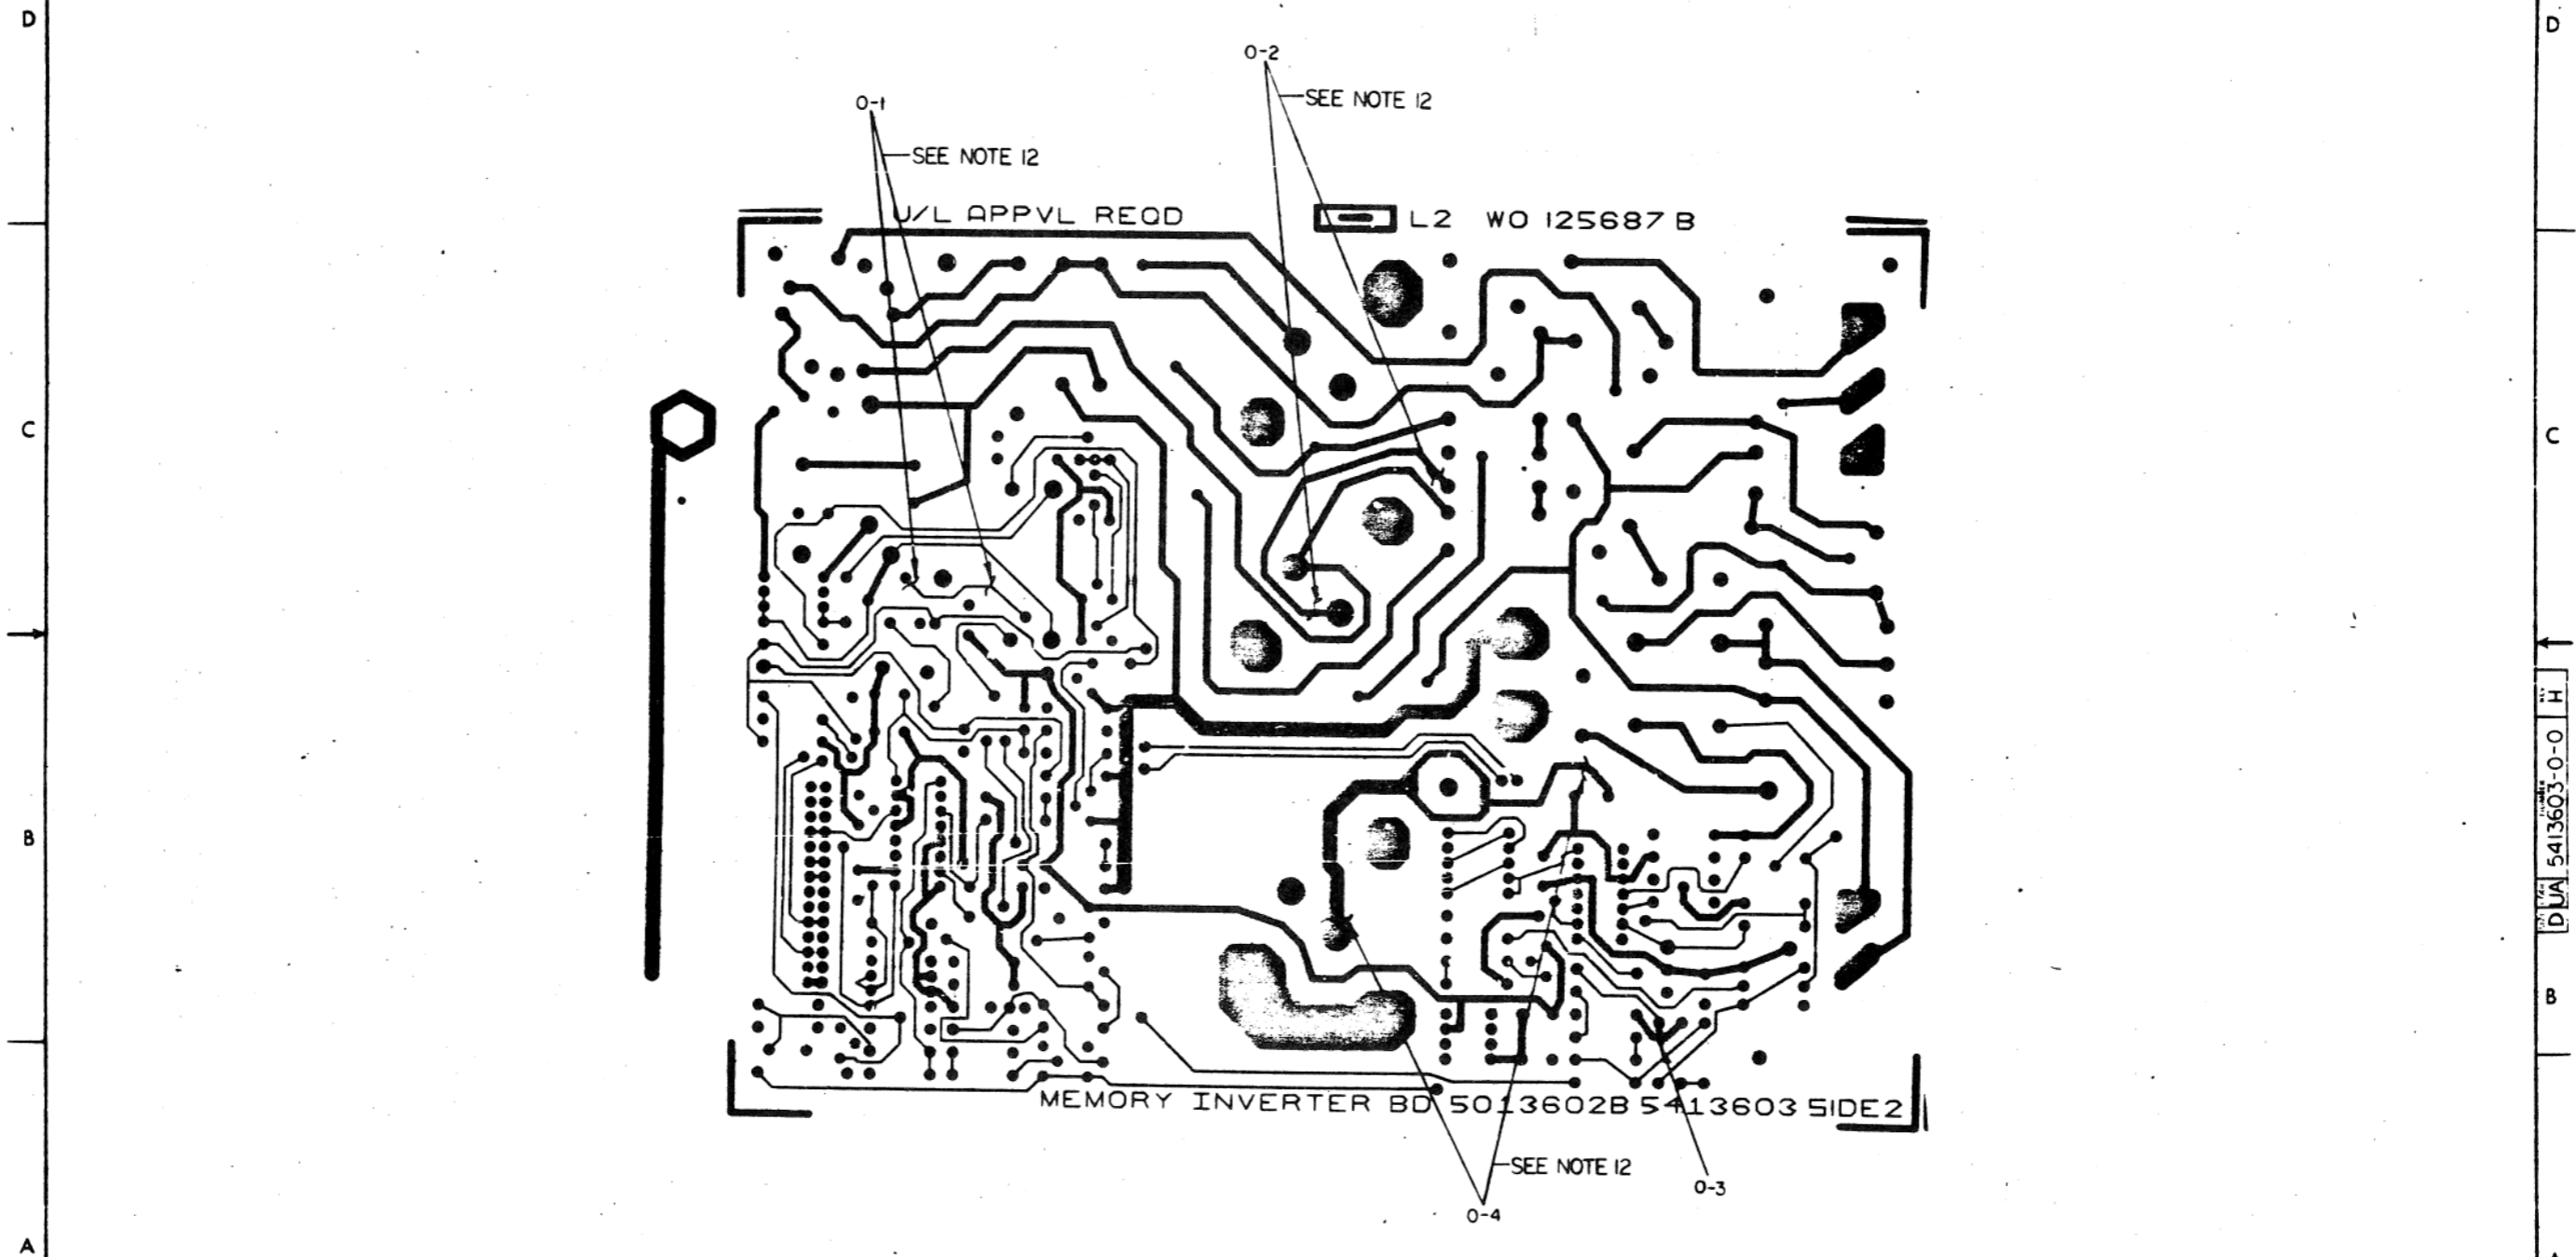 D
D
O-2
SEE NOTE 12
O-1
SEE NOTE 12
U/L APPVL REQD
L2 WO 125687 B
C
C
H
5413603-0-0
UA
D
B
B
MEMORY INVERTER BD 5013602B 5413603 SIDE2
SEE NOTE 12
O-3
O-4
A